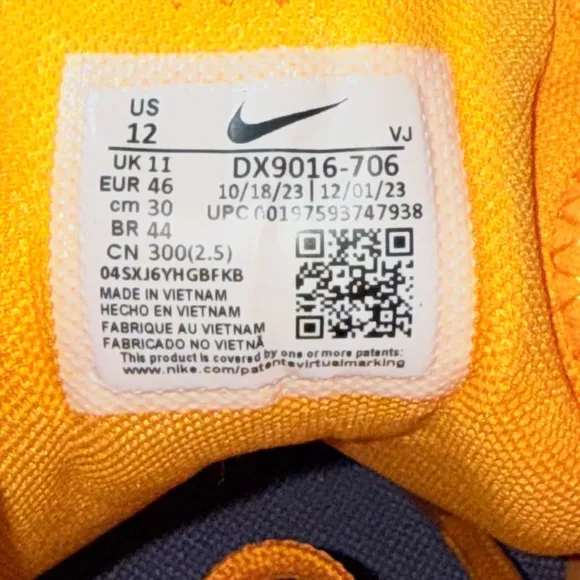 US
12
VJ
UK 11
EUR 46
cm 30
BR 44
CN 300(2.5)
04SXJ6YHGBFKB
DX9016-706
10/18/23 | 12/01/23
UPC 00197593747938
MADE IN VIETNAM
HECHO EN VIETNAM
FABRIQUE AU VIETNAM
FABRICADO NO VIETNÃ
This product is covered by one or more patents:
www.nike.com/patentsvirtualmarking